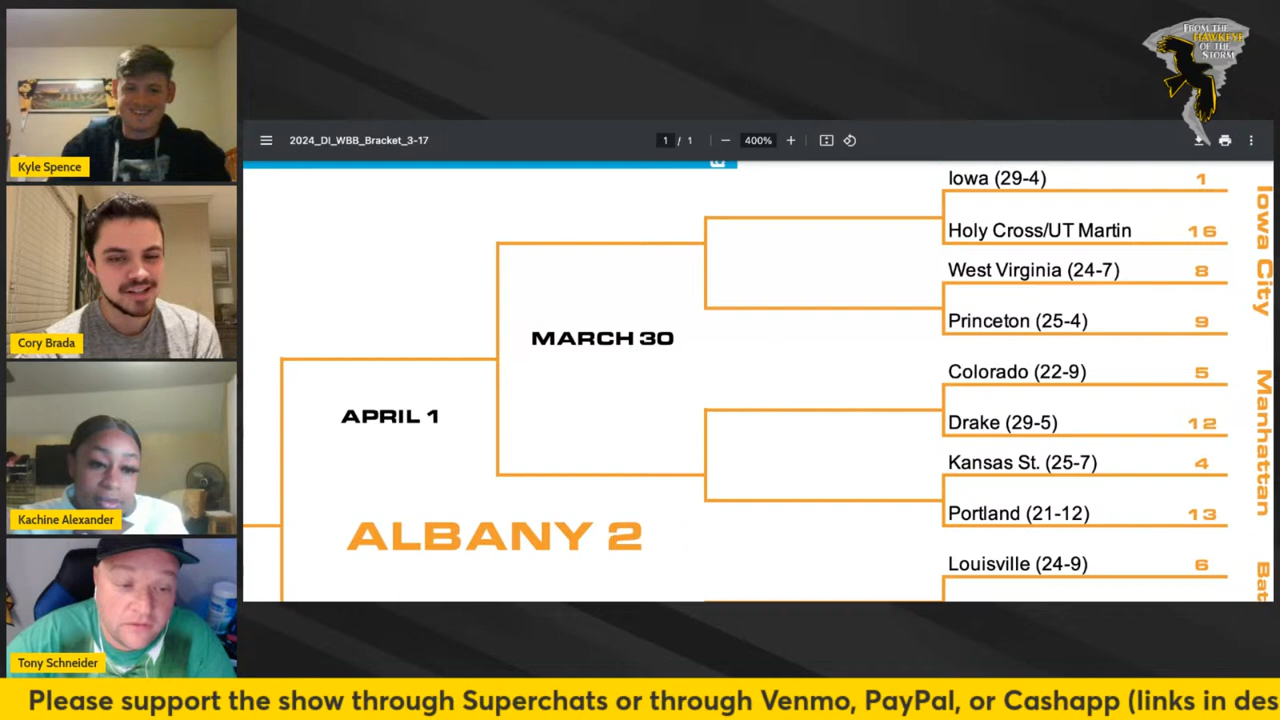 FROM THE
HAWKEYE
OF THE
STORM
Kyle Spence
Cory Brada
Kachine Alexander
Tony Schneider
2024_DI_WBB_Bracket_3-17
1 / 1
400%
Iowa (29-4) 1
Holy Cross/UT Martin 16
West Virginia (24-7) 8
Princeton (25-4) 9
Colorado (22-9) 5
Drake (29-5) 12
Kansas St. (25-7) 4
Portland (21-12) 13
Louisville (24-9) 6
MARCH 30
APRIL 1
ALBANY 2
Iowa City
Manhattan
Bat
Please support the show through Superchats or through Venmo, PayPal, or Cashapp (links in des